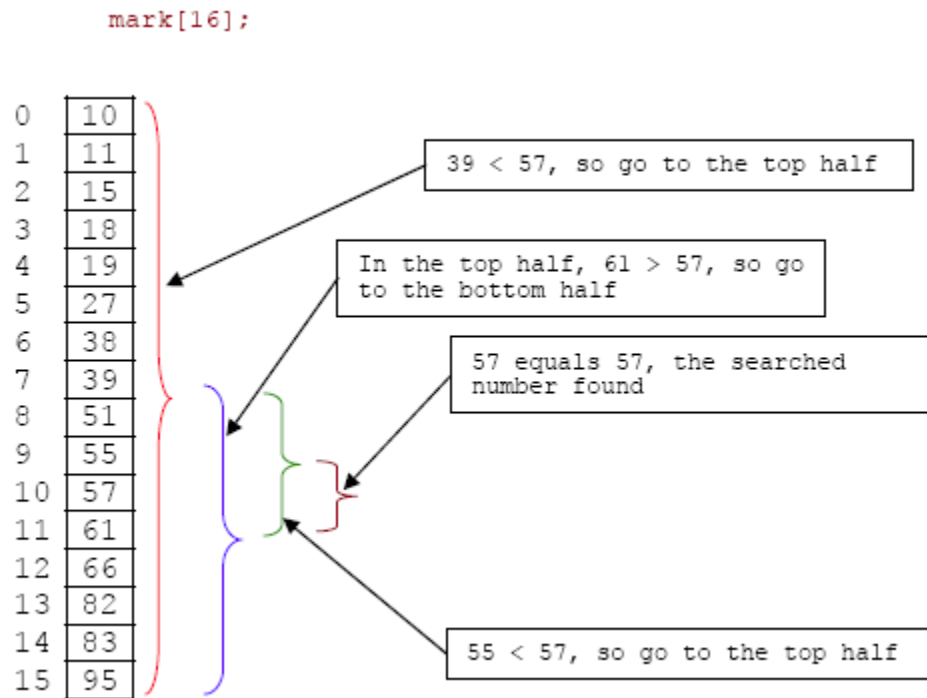 mark[16];
0 10
1 11
2 15
3 18
4 19
5 27
6 38
7 39
8 51
9 55
10 57
11 61
12 66
13 82
14 83
15 95
39 < 57, so go to the top half
In the top half, 61 > 57, so go
to the bottom half
57 equals 57, the searched
number found
55 < 57, so go to the top half